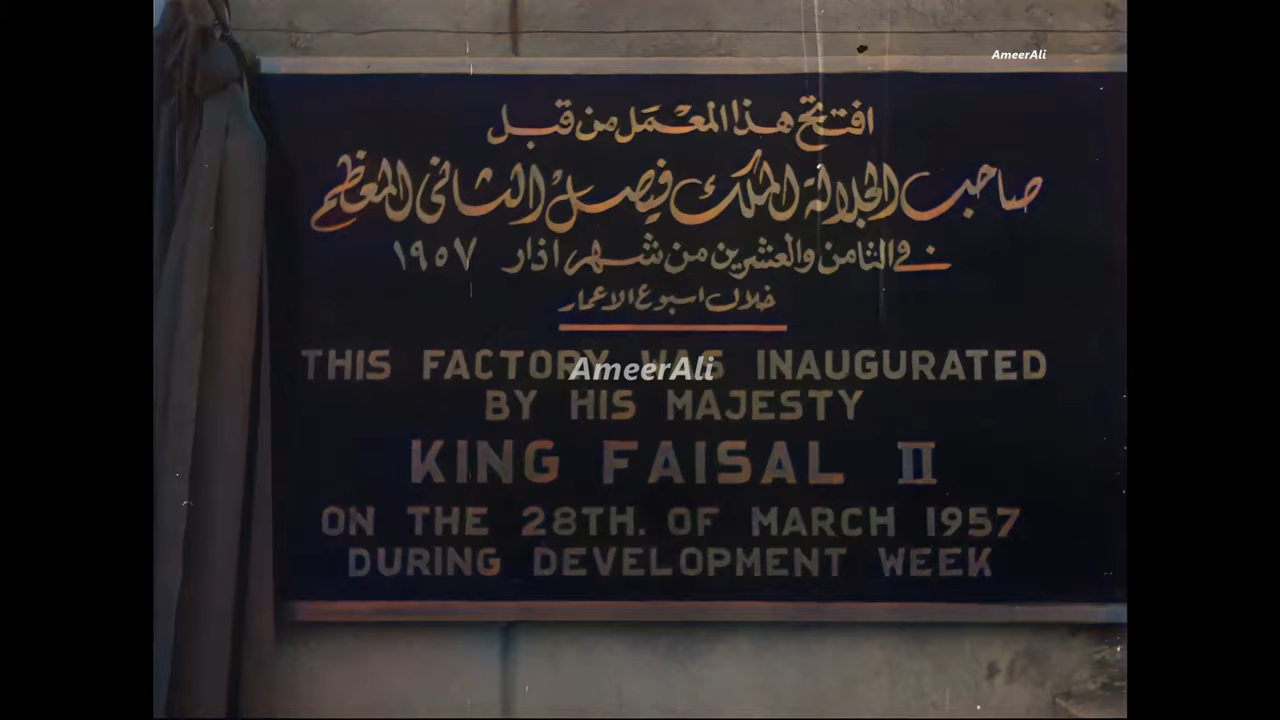 AmeerAli
افتتح هذا المعمل من قبل
صاحب الجلالة الملك فيصل الثاني المعظم
في الثامن والعشرين من شهر اذار ١٩٥٧
خلال اسبوع الاعمار
THIS FACTORY WAS INAUGURATED
AmeerAli
BY HIS MAJESTY
KING FAISAL II
ON THE 28TH. OF MARCH 1957
DURING DEVELOPMENT WEEK